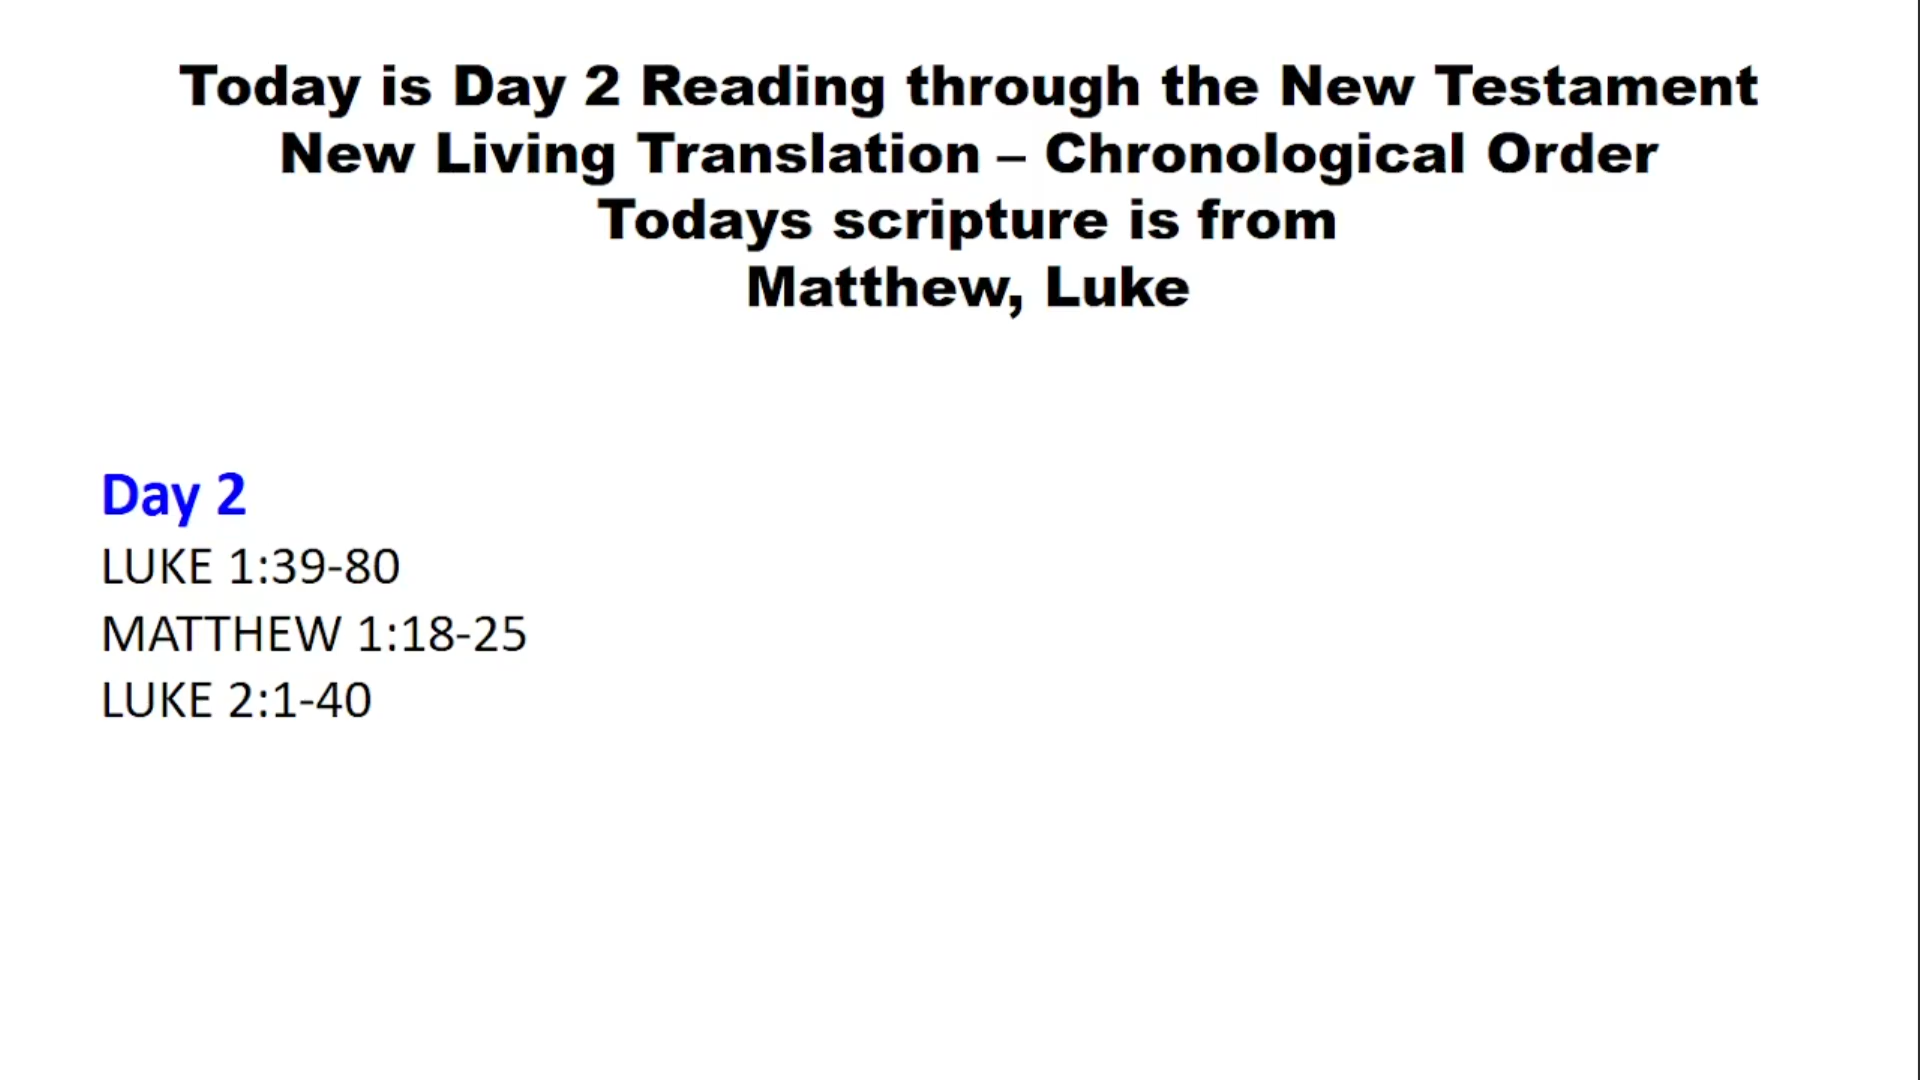 Today is Day 2 Reading through the New Testament
New Living Translation – Chronological Order
Todays scripture is from
Matthew, Luke
Day 2
LUKE 1:39-80
MATTHEW 1:18-25
LUKE 2:1-40